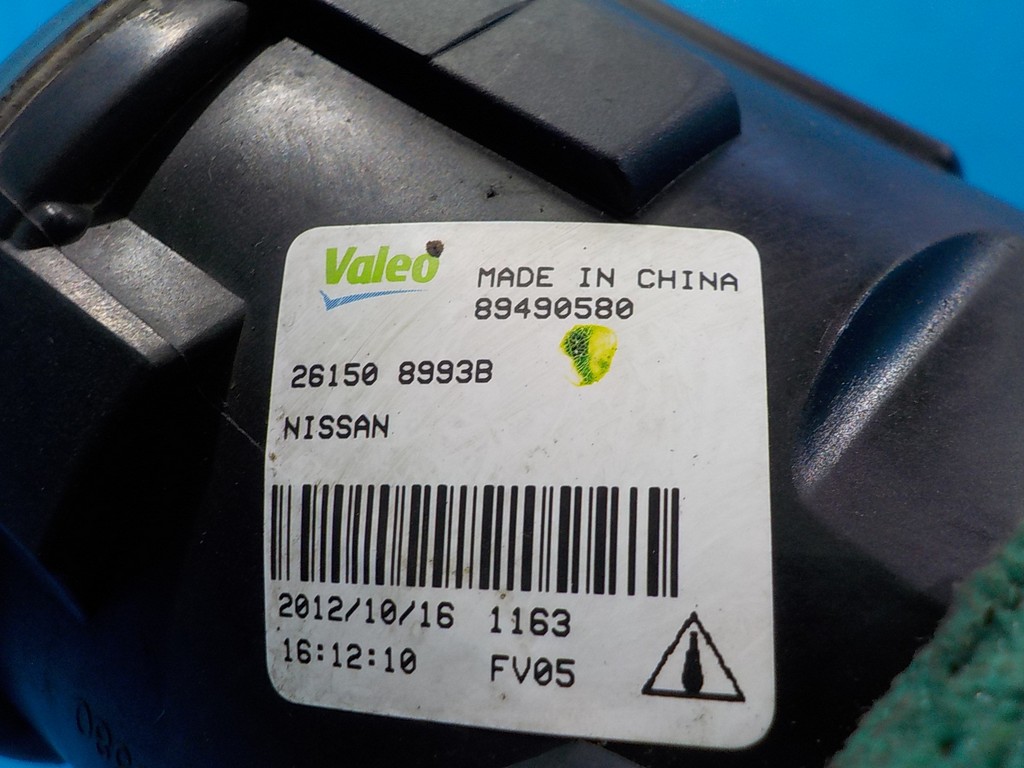 Valeo
MADE IN CHINA
89490580
26150 8993B
NISSAN
2012/10/16 1163
16:12:10 FV05